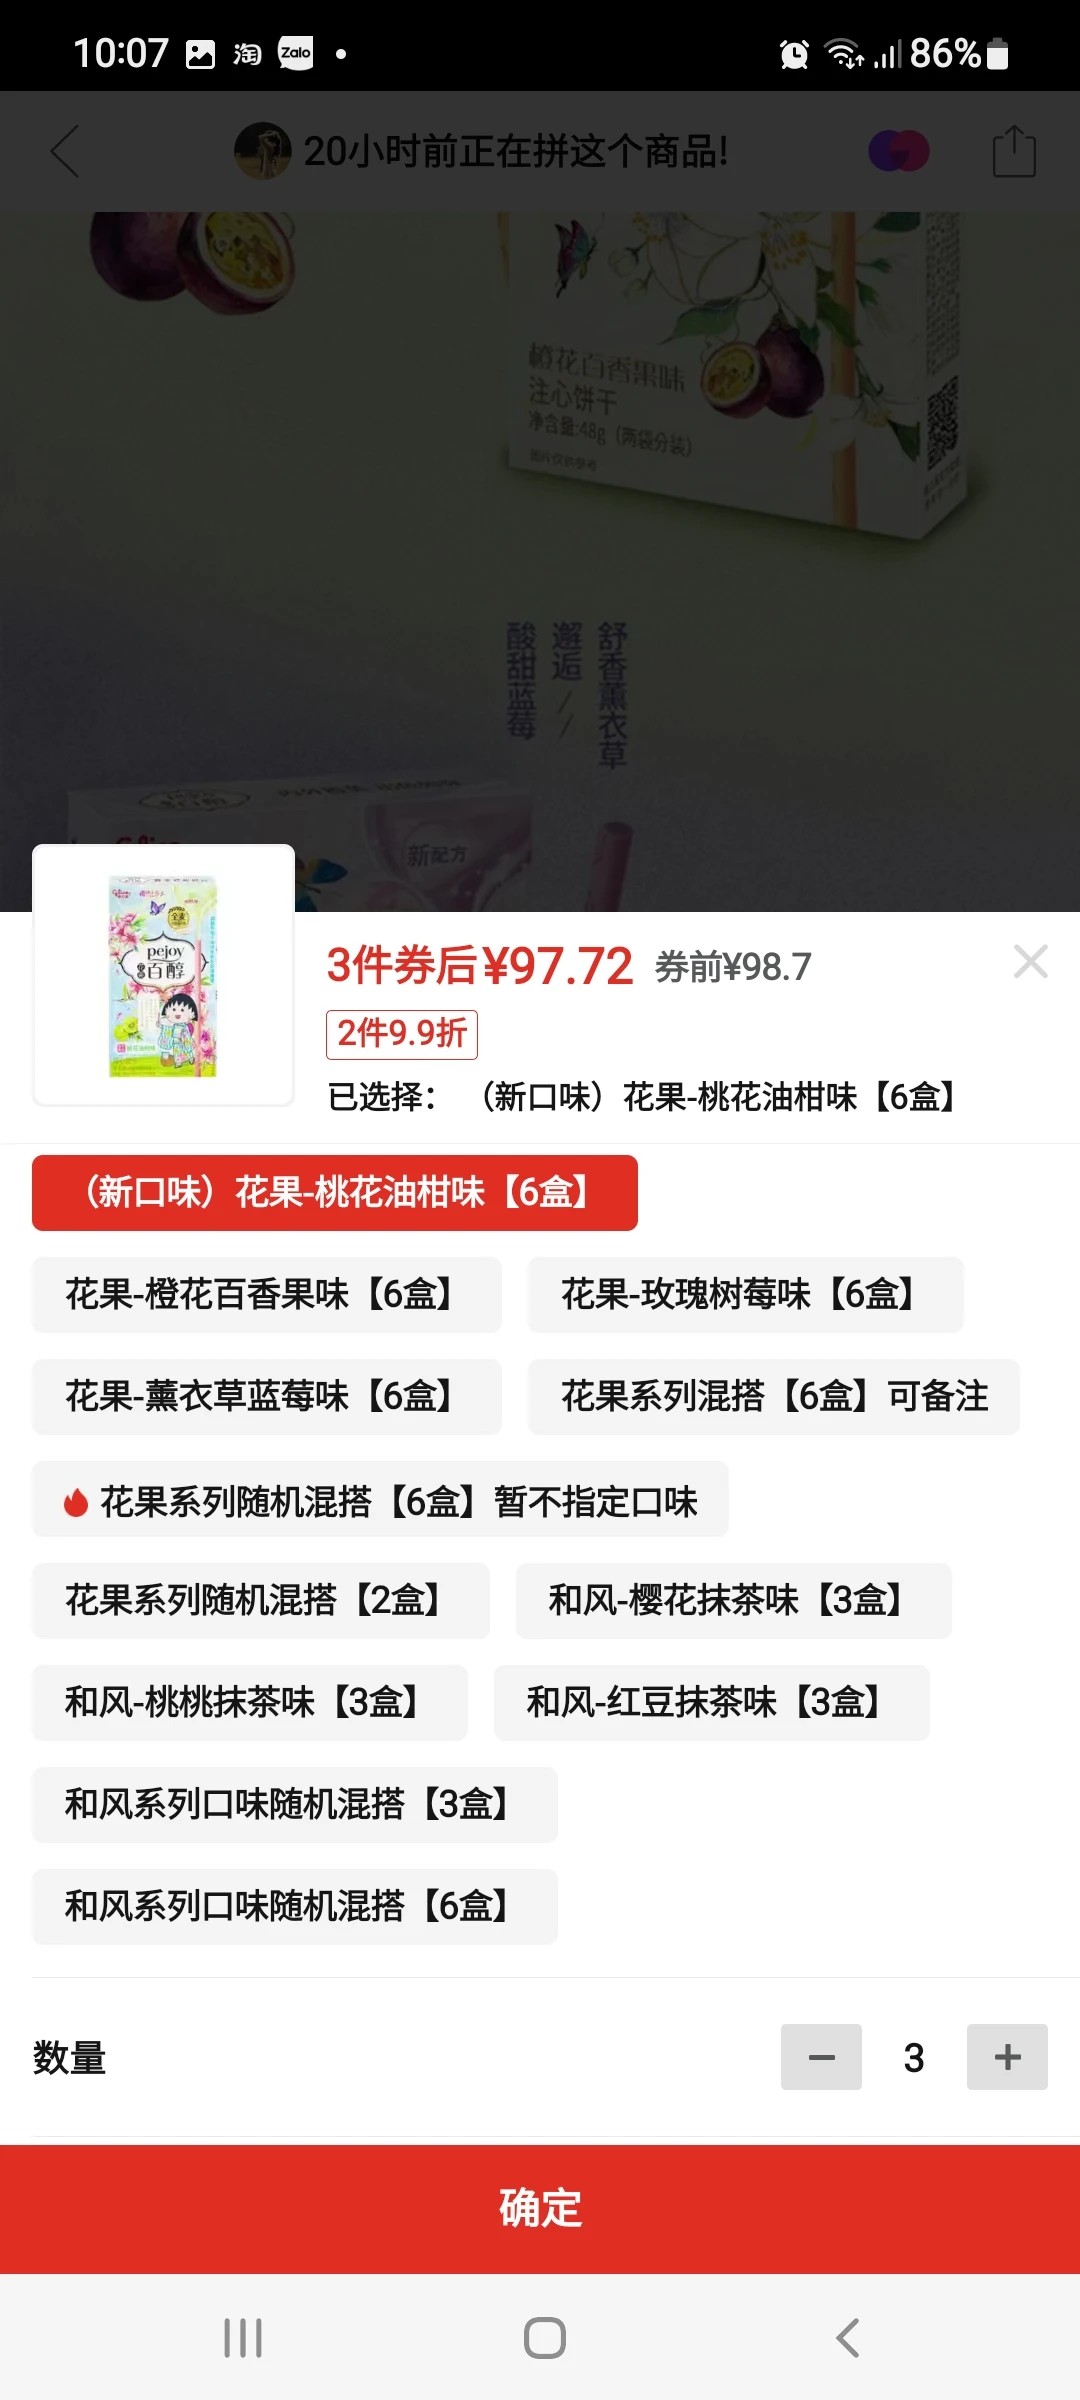 10:07 淘 Zalo 86%
20小时前正在拼这个商品!
橙花百香果味
注心饼干
净含量:48g（两袋分装）
图片仅供参考
舒香薰衣草
邂逅//
酸甜蓝莓
新配方
pejoy
百醇
3件券后¥97.72 券前¥98.7
2件9.9折
已选择： （新口味）花果-桃花油柑味【6盒】
（新口味）花果-桃花油柑味【6盒】
花果-橙花百香果味【6盒】 花果-玫瑰树莓味【6盒】
花果-薰衣草蓝莓味【6盒】 花果系列混搭【6盒】可备注
花果系列随机混搭【6盒】暂不指定口味
花果系列随机混搭【2盒】 和风-樱花抹茶味【3盒】
和风-桃桃抹茶味【3盒】 和风-红豆抹茶味【3盒】
和风系列口味随机混搭【3盒】
和风系列口味随机混搭【6盒】
数量 − 3 +
确定